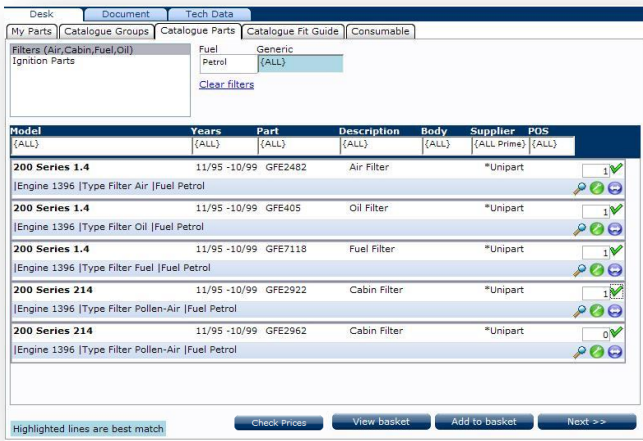 Desk Document Tech Data
My Parts Catalogue Groups Catalogue Parts Catalogue Fit Guide Consumable
Filters (Air,Cabin,Fuel,Oil) Fuel Generic
Ignition Parts Petrol {ALL}
Clear filters
Model Years Part Description Body Supplier POS
{ALL} {ALL} {ALL} {ALL} {ALL} {ALL Prime} {ALL}
200 Series 1.4 11/95 -10/99 GFE2482 Air Filter *Unipart 1
|Engine 1396 |Type Filter Air |Fuel Petrol
200 Series 1.4 11/95 -10/99 GFE405 Oil Filter *Unipart 1
|Engine 1396 |Type Filter Oil |Fuel Petrol
200 Series 1.4 11/95 -10/99 GFE7118 Fuel Filter *Unipart 1
|Engine 1396 |Type Filter Fuel |Fuel Petrol
200 Series 214 11/95 -10/99 GFE2922 Cabin Filter *Unipart 1
|Engine 1396 |Type Filter Pollen-Air |Fuel Petrol
200 Series 214 11/95 -10/99 GFE2962 Cabin Filter *Unipart 0
|Engine 1396 |Type Filter Pollen-Air |Fuel Petrol
Highlighted lines are best match Check Prices View basket Add to basket Next >>